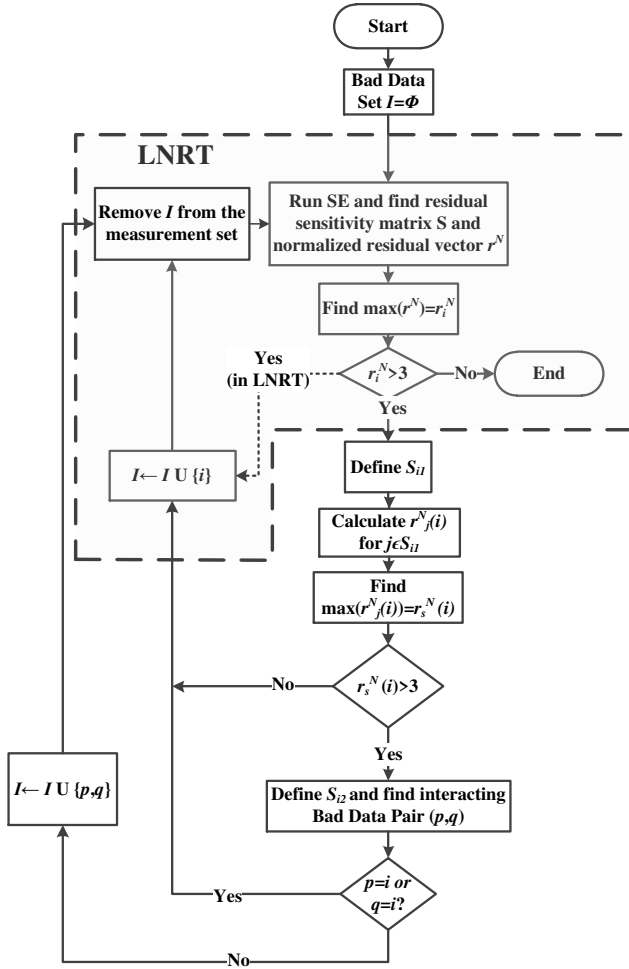 Start
Bad Data
Set I=Φ
LNRT
Remove I from the
measurement set
Run SE and find residual
sensitivity matrix S and
normalized residual vector r^N
Find max(r^N)=r_i^N
Yes
(in LNRT)
r_i^N>3
No
End
Yes
I← I U {i}
Define S_i1
Calculate r^N_j(i)
for jϵS_i1
Find
max(r^N_j(i))=r_s^N(i)
No
r_s^N(i)>3
Yes
I← I U {p,q}
Define S_i2 and find interacting
Bad Data Pair (p,q)
Yes
p=i or
q=i?
No